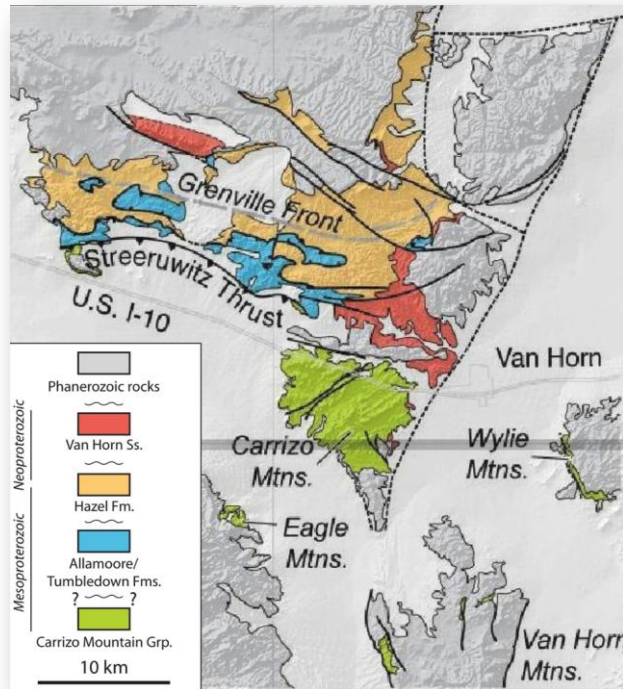 Grenville Front
Streeruwitz Thrust
U.S. I-10
Van Horn
Carrizo
Mtns.
Wylie
Mtns.
Eagle
Mtns.
Van Horn
Mtns.
Phanerozoic rocks
Neoproterozoic
Van Horn Ss.
Hazel Fm.
Mesoproterozoic
Allamoore/
Tumbledown Fms.
? ?
Carrizo Mountain Grp.
10 km